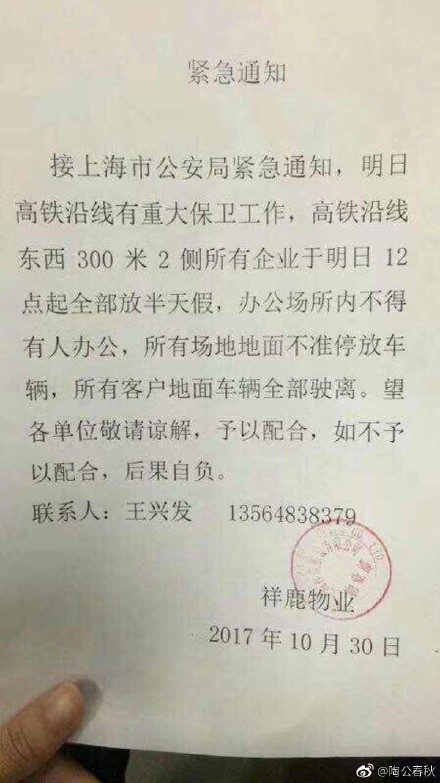 紧急通知
接上海市公安局紧急通知，明日
高铁沿线有重大保卫工作，高铁沿线
东西 300 米 2 侧所有企业于明日 12
点起全部放半天假，办公场所内不得
有人办公，所有场地地面不准停放车
辆，所有客户地面车辆全部驶离。望
各单位敬请谅解，予以配合，如不予
以配合，后果自负。
联系人：王兴发 13564838379
祥鹿物业
2017 年 10 月 30 日
@陶公春秋